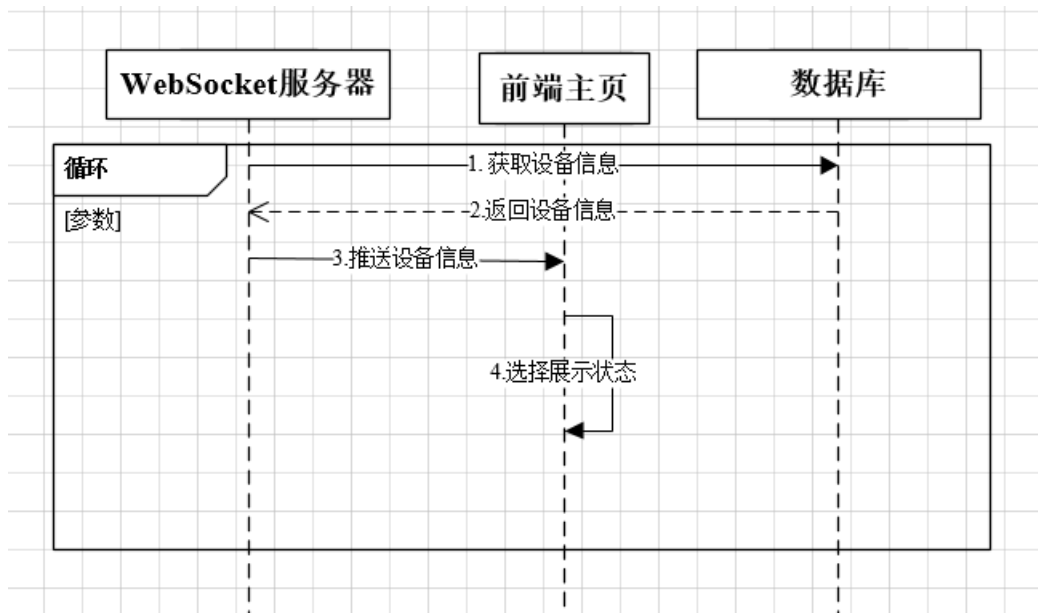 WebSocket服务器
前端主页
数据库
循环
1. 获取设备信息
[参数]
2.返回设备信息
3.推送设备信息
4.选择展示状态